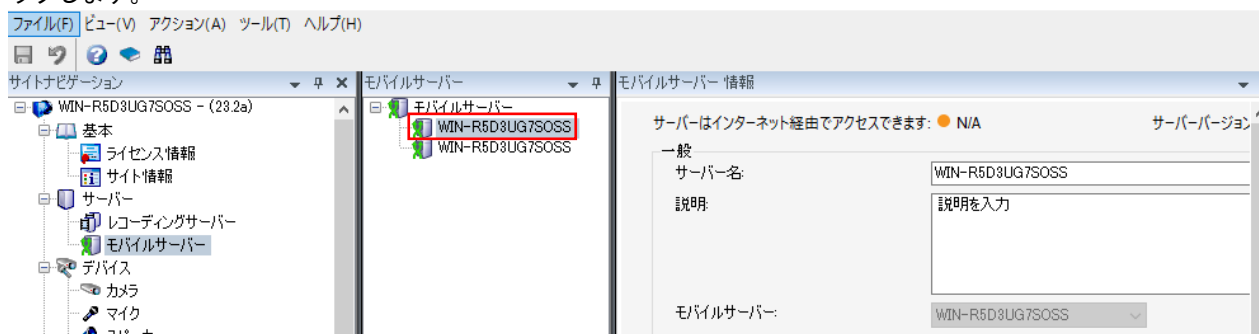 ファイル(F) ビュー(V) アクション(A) ツール(T) ヘルプ(H)
サイトナビゲーション
WIN-R5D3UG7SOSS - (23.2a)
基本
ライセンス情報
サイト情報
サーバー
レコーディングサーバー
モバイルサーバー
デバイス
カメラ
マイク
モバイルサーバー
モバイルサーバー
WIN-R5D3UG7SOSS
WIN-R5D3UG7SOSS
モバイルサーバー 情報
サーバーはインターネット経由でアクセスできます: N/A サーバーバージョン
一般
サーバー名: WIN-R5D3UG7SOSS
説明: 説明を入力
モバイルサーバー: WIN-R5D3UG7SOSS